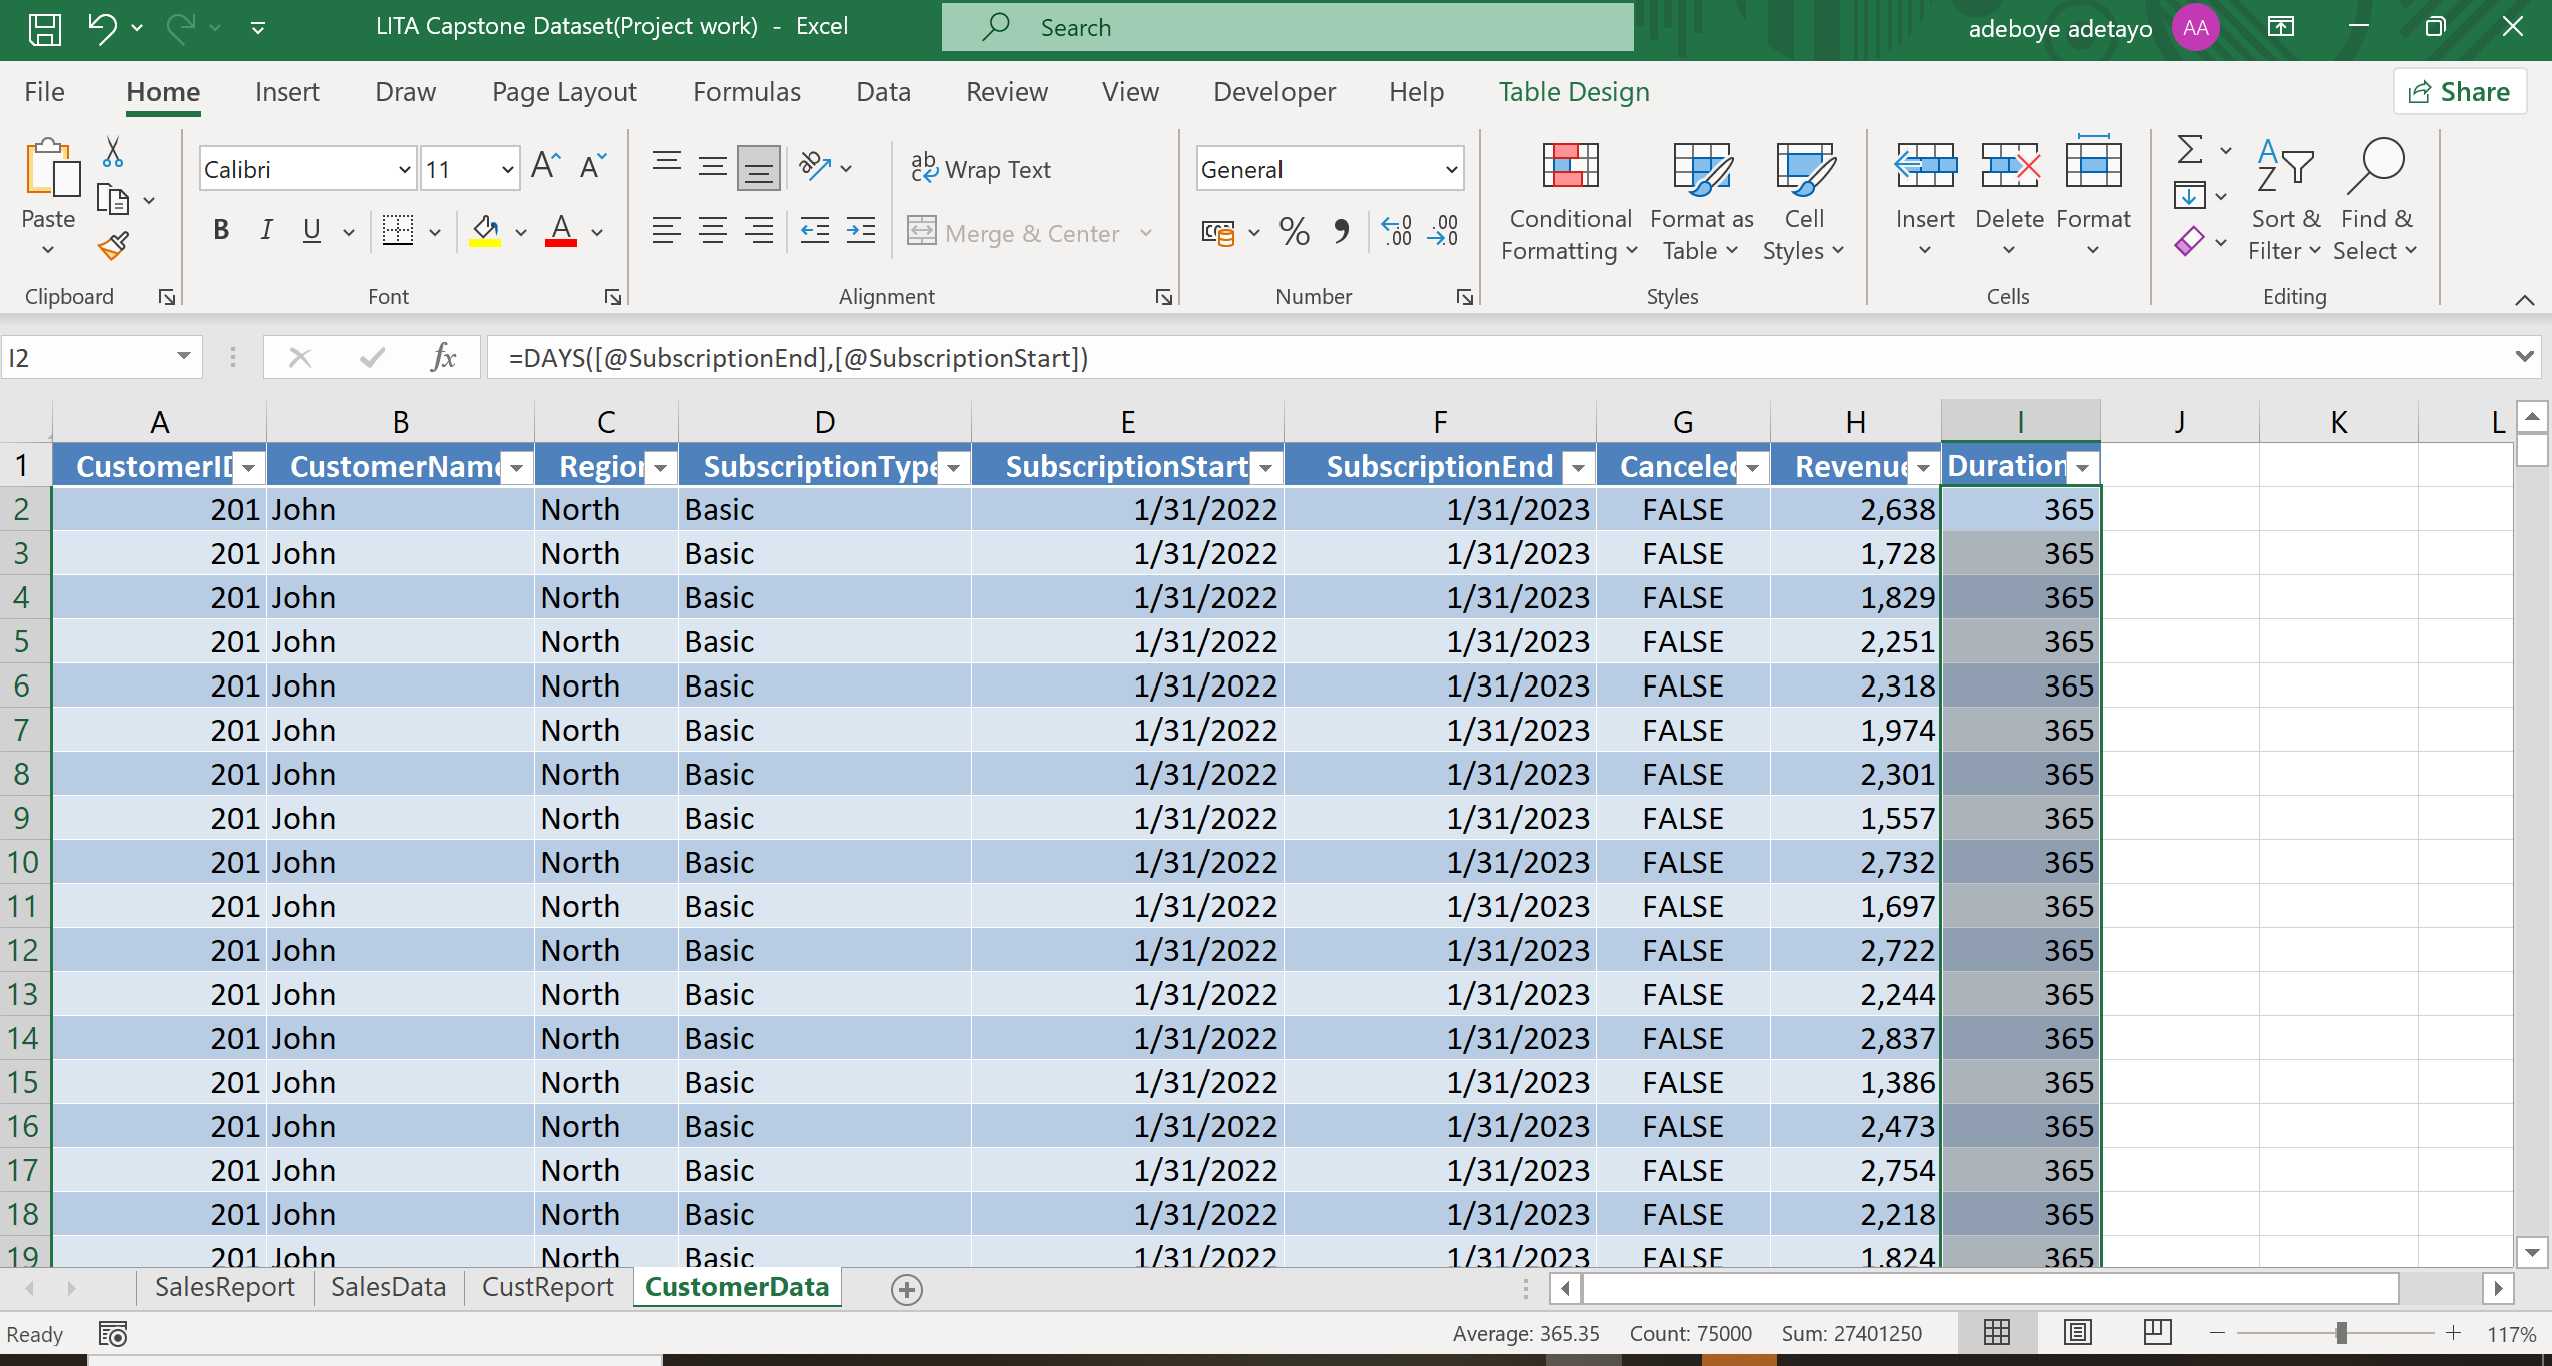 LITA Capstone Dataset(Project work) - Excel
Search
adeboye adetayo AA
File Home Insert Draw Page Layout Formulas Data Review View Developer Help Table Design Share
Paste
Clipboard
Calibri 11
B I U A
Font
Wrap Text
Merge & Center
Alignment
General
Number
Conditional Formatting
Format as Table
Cell Styles
Styles
Insert Delete Format
Cells
Sort & Filter
Find & Select
Editing
I2 fx =DAYS([@SubscriptionEnd],[@SubscriptionStart])
A B C D E F G H I J K L
1 CustomerID CustomerName Region SubscriptionType SubscriptionStart SubscriptionEnd Canceled Revenue Duration
2 201 John North Basic 1/31/2022 1/31/2023 FALSE 2,638 365
3 201 John North Basic 1/31/2022 1/31/2023 FALSE 1,728 365
4 201 John North Basic 1/31/2022 1/31/2023 FALSE 1,829 365
5 201 John North Basic 1/31/2022 1/31/2023 FALSE 2,251 365
6 201 John North Basic 1/31/2022 1/31/2023 FALSE 2,318 365
7 201 John North Basic 1/31/2022 1/31/2023 FALSE 1,974 365
8 201 John North Basic 1/31/2022 1/31/2023 FALSE 2,301 365
9 201 John North Basic 1/31/2022 1/31/2023 FALSE 1,557 365
10 201 John North Basic 1/31/2022 1/31/2023 FALSE 2,732 365
11 201 John North Basic 1/31/2022 1/31/2023 FALSE 1,697 365
12 201 John North Basic 1/31/2022 1/31/2023 FALSE 2,722 365
13 201 John North Basic 1/31/2022 1/31/2023 FALSE 2,244 365
14 201 John North Basic 1/31/2022 1/31/2023 FALSE 2,837 365
15 201 John North Basic 1/31/2022 1/31/2023 FALSE 1,386 365
16 201 John North Basic 1/31/2022 1/31/2023 FALSE 2,473 365
17 201 John North Basic 1/31/2022 1/31/2023 FALSE 2,754 365
18 201 John North Basic 1/31/2022 1/31/2023 FALSE 2,218 365
19 201 John North Basic 1/31/2022 1/31/2023 FALSE 1,824 365
SalesReport SalesData CustReport CustomerData
Ready Average: 365.35 Count: 75000 Sum: 27401250 117%